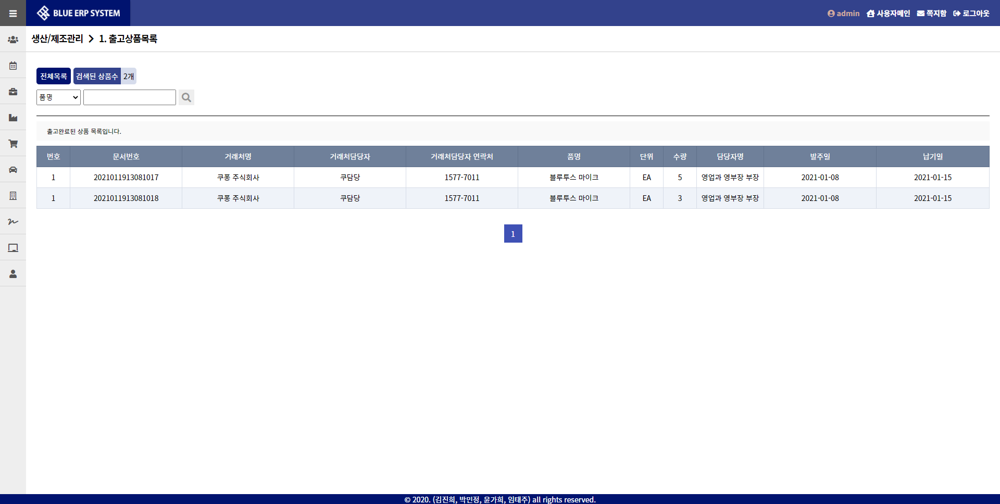 BLUE ERP SYSTEM
admin 사용자메인 쪽지함 로그아웃
생산/제조관리 > 1. 출고상품목록
전체목록 검색된 상품수 2개
품명
출고완료된 상품 목록입니다.
번호 문서번호 거래처명 거래처담당자 거래처담당자 연락처 품명 단위 수량 담당자명 발주일 납기일
1 2021011913081017 쿠퐁 주식회사 쿠담당 1577-7011 블루투스 마이크 EA 5 영업과 영부장 부장 2021-01-08 2021-01-15
1 2021011913081018 쿠퐁 주식회사 쿠담당 1577-7011 블루투스 마이크 EA 3 영업과 영부장 부장 2021-01-08 2021-01-15
1
© 2020. (김진희, 박민정, 윤가희, 임태주) all rights reserved.